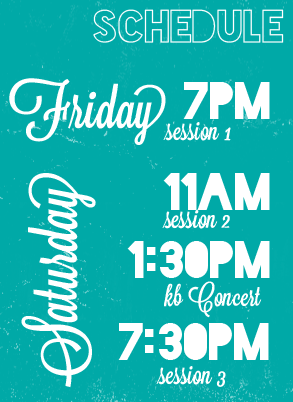 SCHEDULE
Friday
7PM
session 1
Saturday
11AM
session 2
1:30PM
kb Concert
7:30PM
session 3